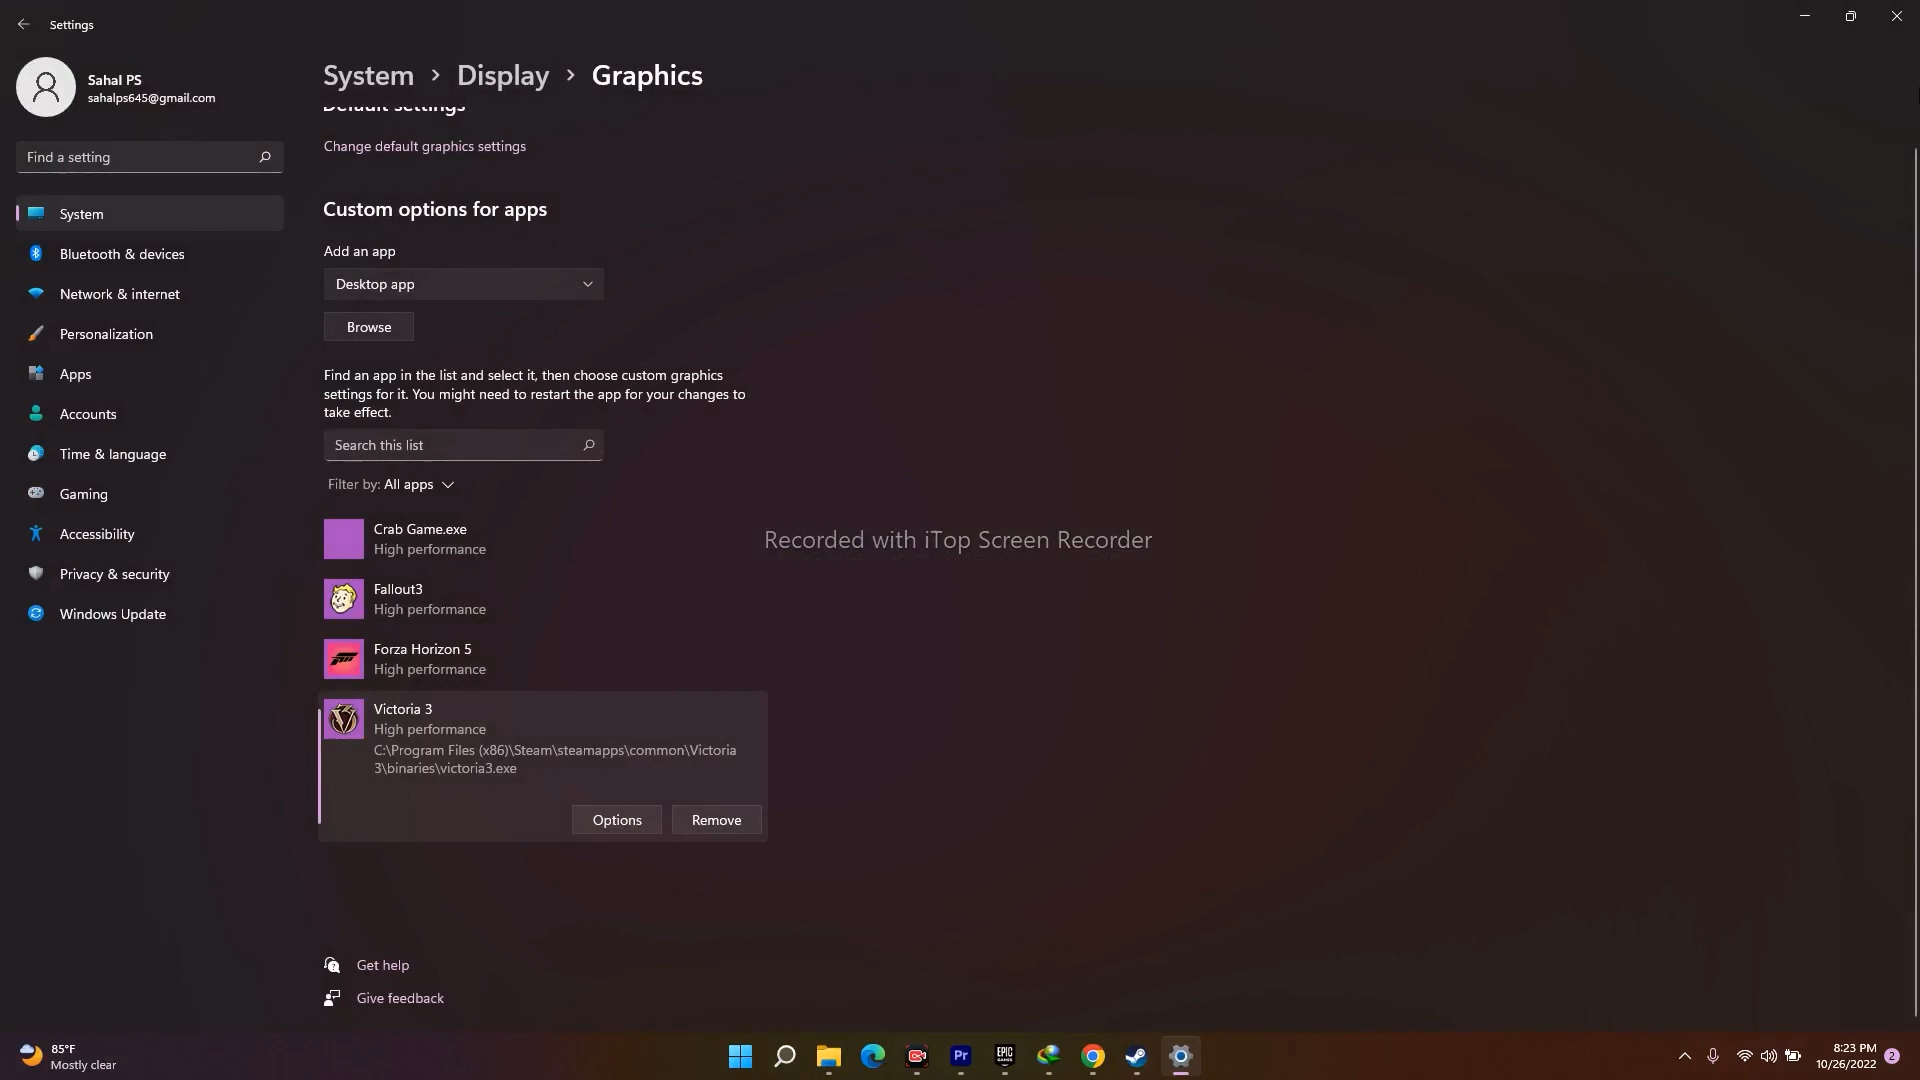 Settings
Sahal PS
sahalps645@gmail.com
Find a setting
System
Bluetooth & devices
Network & internet
Personalization
Apps
Accounts
Time & language
Gaming
Accessibility
Privacy & security
Windows Update
System > Display > Graphics
Default settings
Change default graphics settings
Custom options for apps
Add an app
Desktop app
Browse
Find an app in the list and select it, then choose custom graphics
settings for it. You might need to restart the app for your changes to
take effect.
Search this list
Filter by: All apps
Crab Game.exe
High performance
Fallout3
High performance
Forza Horizon 5
High performance
Victoria 3
High performance
C:\Program Files (x86)\Steam\steamapps\common\Victoria
3\binaries\victoria3.exe
Options Remove
Recorded with iTop Screen Recorder
Get help
Give feedback
85°F
Mostly clear
Pr
EPIC
GAMES
8:23 PM
10/26/2022
2